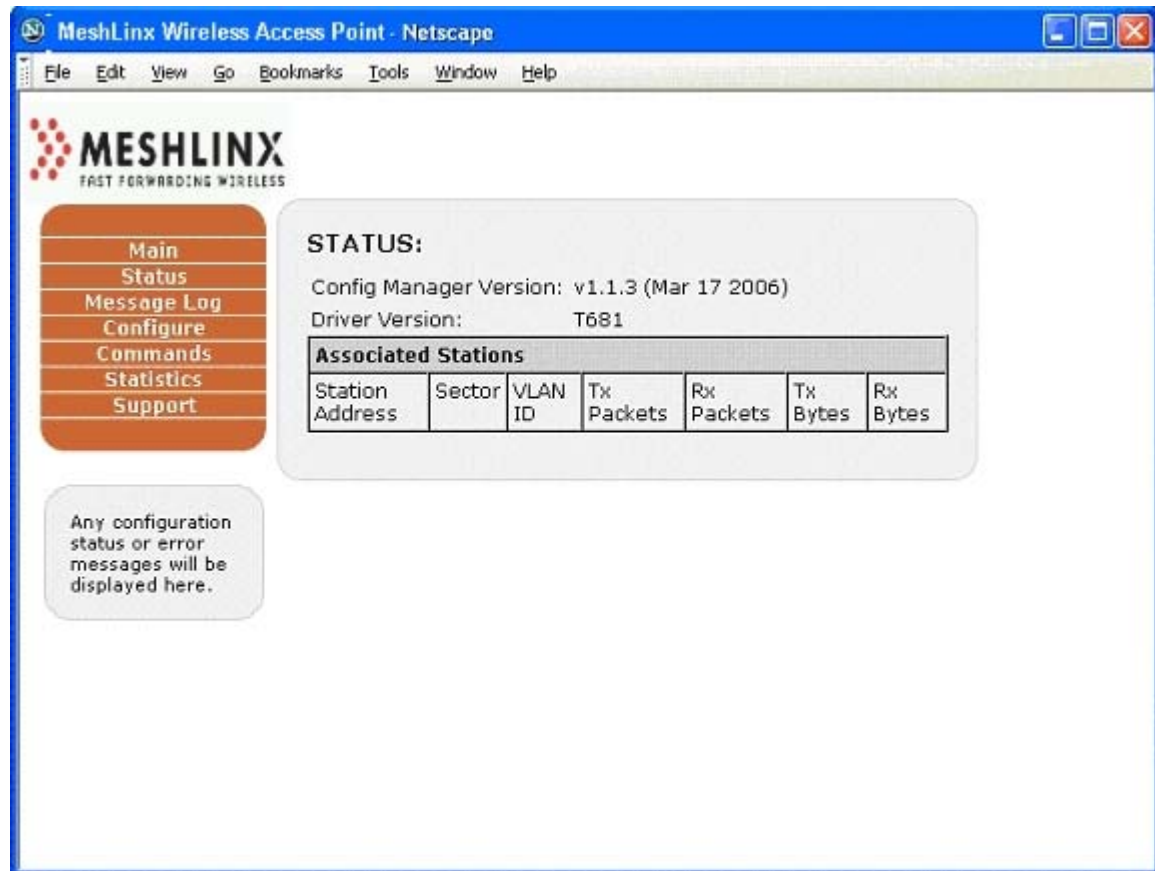 MeshLinx Wireless Access Point - Netscape
File Edit View Go Bookmarks Tools Window Help
MESHLINX
FAST FORWARDING WIRELESS
Main
Status
Message Log
Configure
Commands
Statistics
Support
Any configuration
status or error
messages will be
displayed here.
STATUS:
Config Manager Version: v1.1.3 (Mar 17 2006)
Driver Version: T681
Associated Stations
Station Address Sector VLAN ID Tx Packets Rx Packets Tx Bytes Rx Bytes